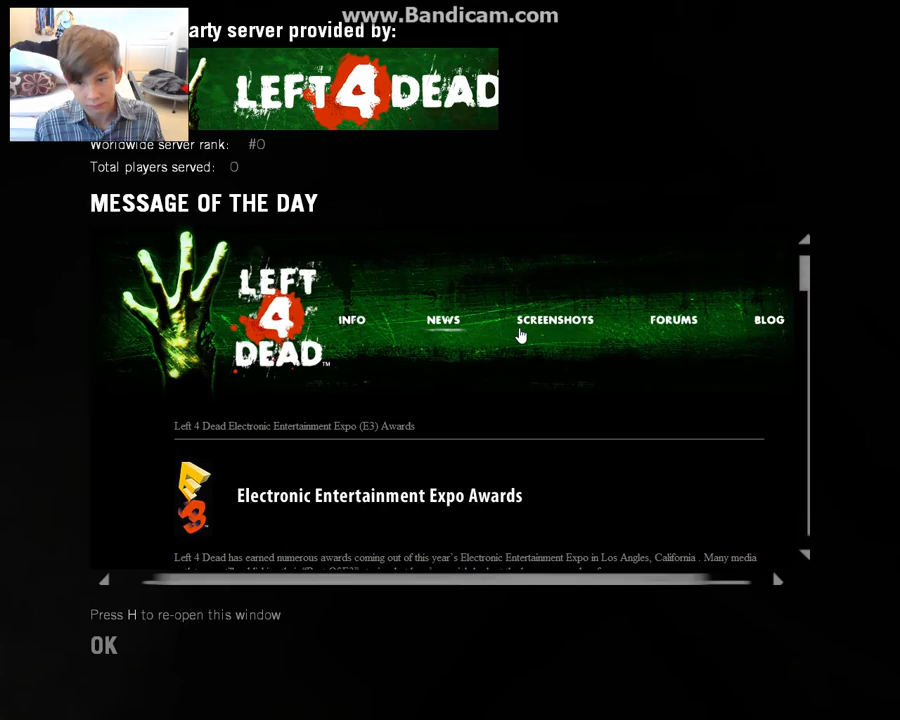 www.Bandicam.com
arty server provided by:
LEFT 4 DEAD
Worldwide server rank: #0
Total players served: 0
MESSAGE OF THE DAY
LEFT
4
DEAD™
INFO NEWS SCREENSHOTS FORUMS BLOG
Left 4 Dead Electronic Entertainment Expo (E3) Awards
E3
Electronic Entertainment Expo Awards
Left 4 Dead has earned numerous awards coming out of this year's Electronic Entertainment Expo in Los Angles, California . Many media
Press H to re-open this window
OK